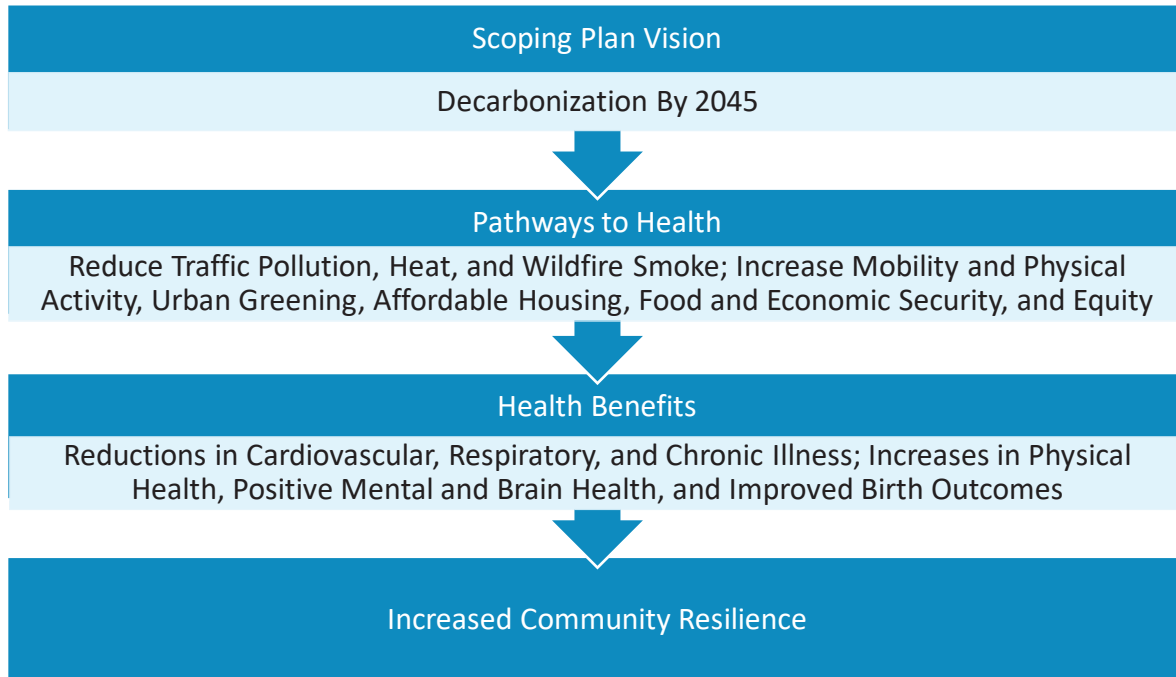 Scoping Plan Vision
Decarbonization By 2045
Pathways to Health
Reduce Traffic Pollution, Heat, and Wildfire Smoke; Increase Mobility and Physical
Activity, Urban Greening, Affordable Housing, Food and Economic Security, and Equity
Health Benefits
Reductions in Cardiovascular, Respiratory, and Chronic Illness; Increases in Physical
Health, Positive Mental and Brain Health, and Improved Birth Outcomes
Increased Community Resilience